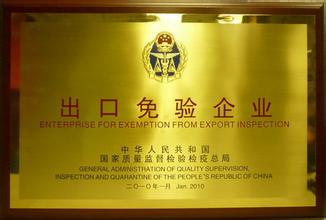 出口免验企业
ENTERPRISE FOR EXEMPTION FROM EXPORT INSPECTION
中华人民共和国
国家质量监督检验检疫总局
GENERAL ADMINISTRATION OF QUALITY SUPERVISION,
INSPECTION AND QUARANTINE OF THE PEOPLE'S REPUBLIC OF CHINA
二〇一〇年一月 Jan. 2010